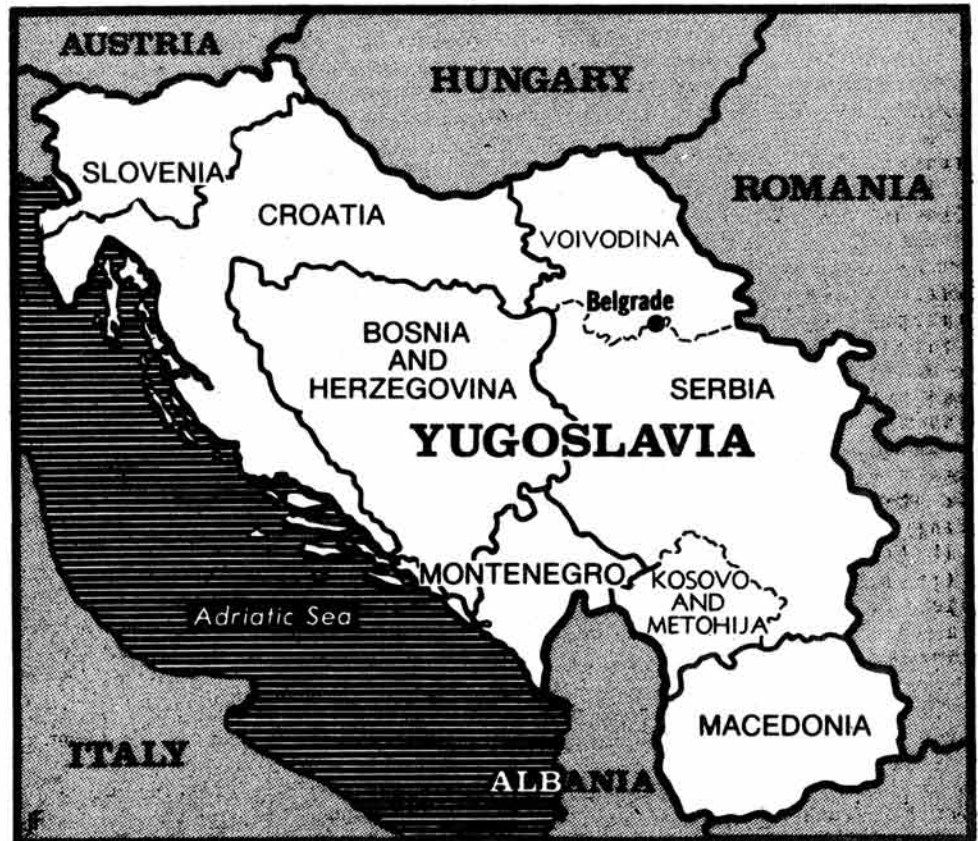 AUSTRIA
HUNGARY
SLOVENIA
CROATIA
ROMANIA
VOIVODINA
Belgrade
BOSNIA
AND
HERZEGOVINA
SERBIA
YUGOSLAVIA
MONTENEGRO
KOSOVO
AND
METOHIJA
Adriatic Sea
MACEDONIA
ITALY
ALBANIA
F